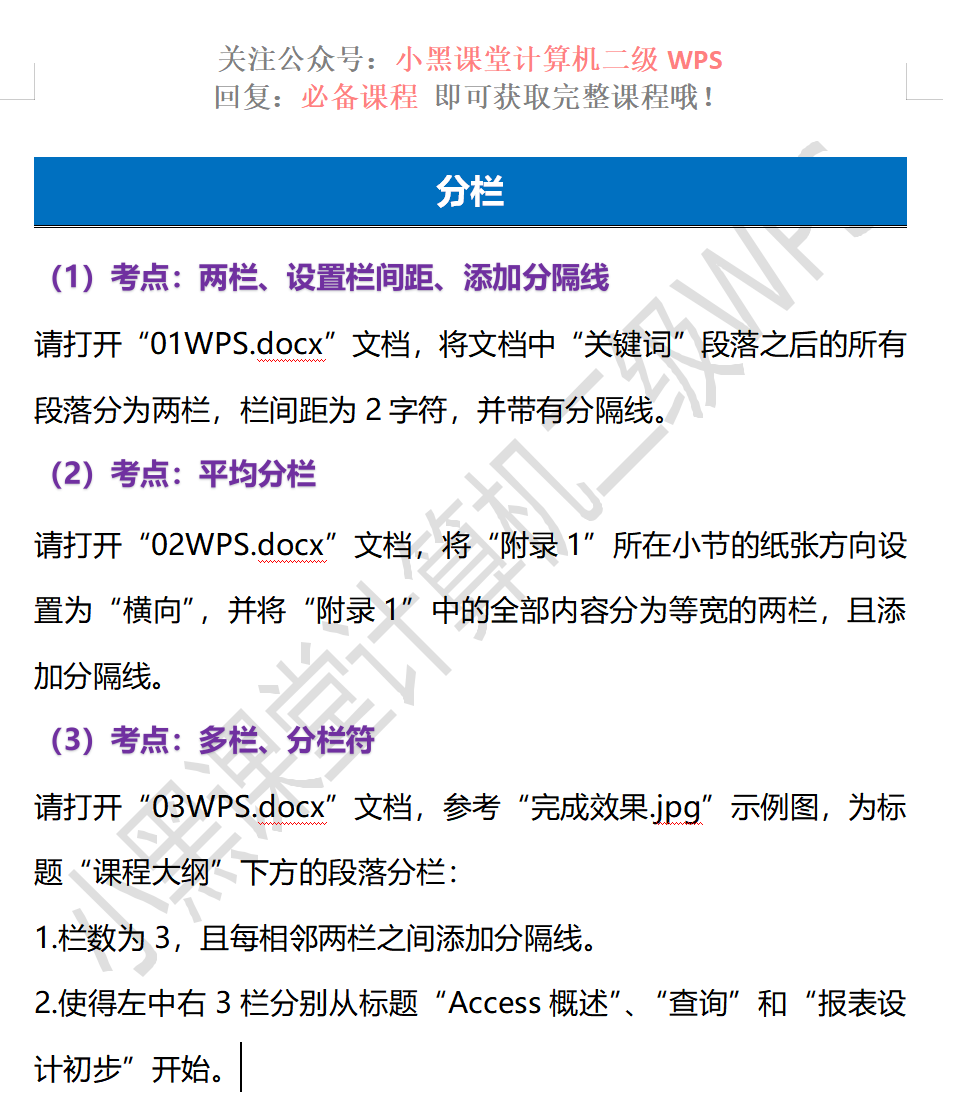 关注公众号：小黑课堂计算机二级 WPS
回复：必备课程 即可获取完整课程哦！
分栏
（1）考点：两栏、设置栏间距、添加分隔线
请打开“01WPS.docx”文档，将文档中“关键词”段落之后的所有
段落分为两栏，栏间距为 2 字符，并带有分隔线。
（2）考点：平均分栏
请打开“02WPS.docx”文档，将“附录 1”所在小节的纸张方向设
置为“横向”，并将“附录 1”中的全部内容分为等宽的两栏，且添
加分隔线。
（3）考点：多栏、分栏符
请打开“03WPS.docx”文档，参考“完成效果.jpg”示例图，为标
题“课程大纲”下方的段落分栏：
1.栏数为 3，且每相邻两栏之间添加分隔线。
2.使得左中右 3 栏分别从标题“Access 概述”、“查询”和“报表设
计初步”开始。
小黑课堂计算机二级WPS